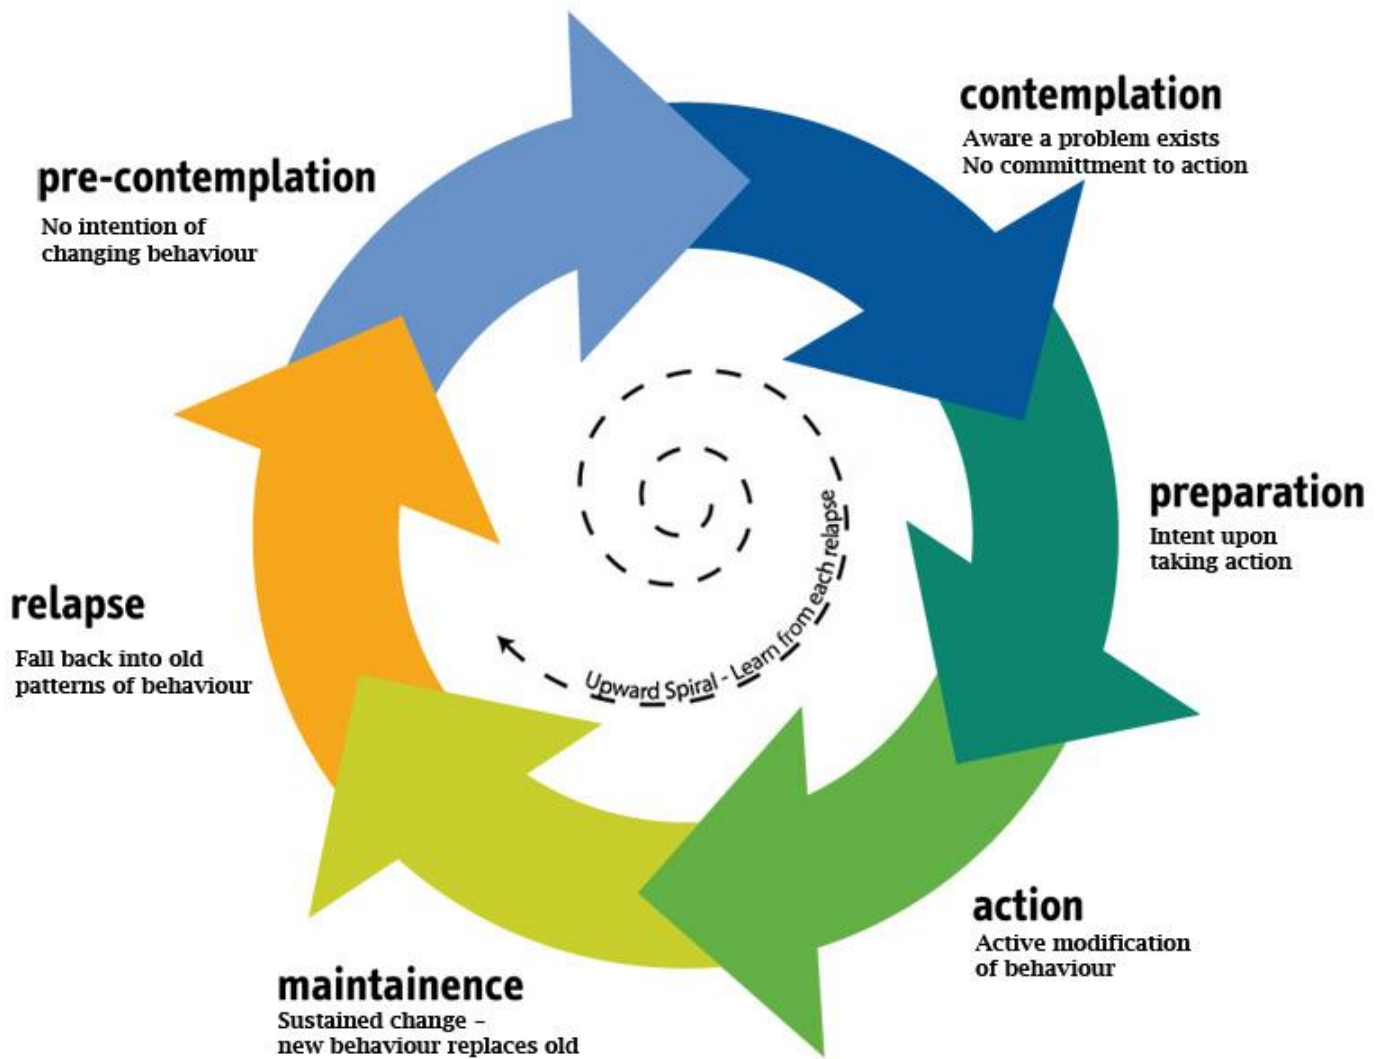 pre-contemplation
No intention of
changing behaviour
contemplation
Aware a problem exists
No committment to action
preparation
Intent upon
taking action
action
Active modification
of behaviour
maintainence
Sustained change –
new behaviour replaces old
relapse
Fall back into old
patterns of behaviour
Upward Spiral - Learn from each relapse